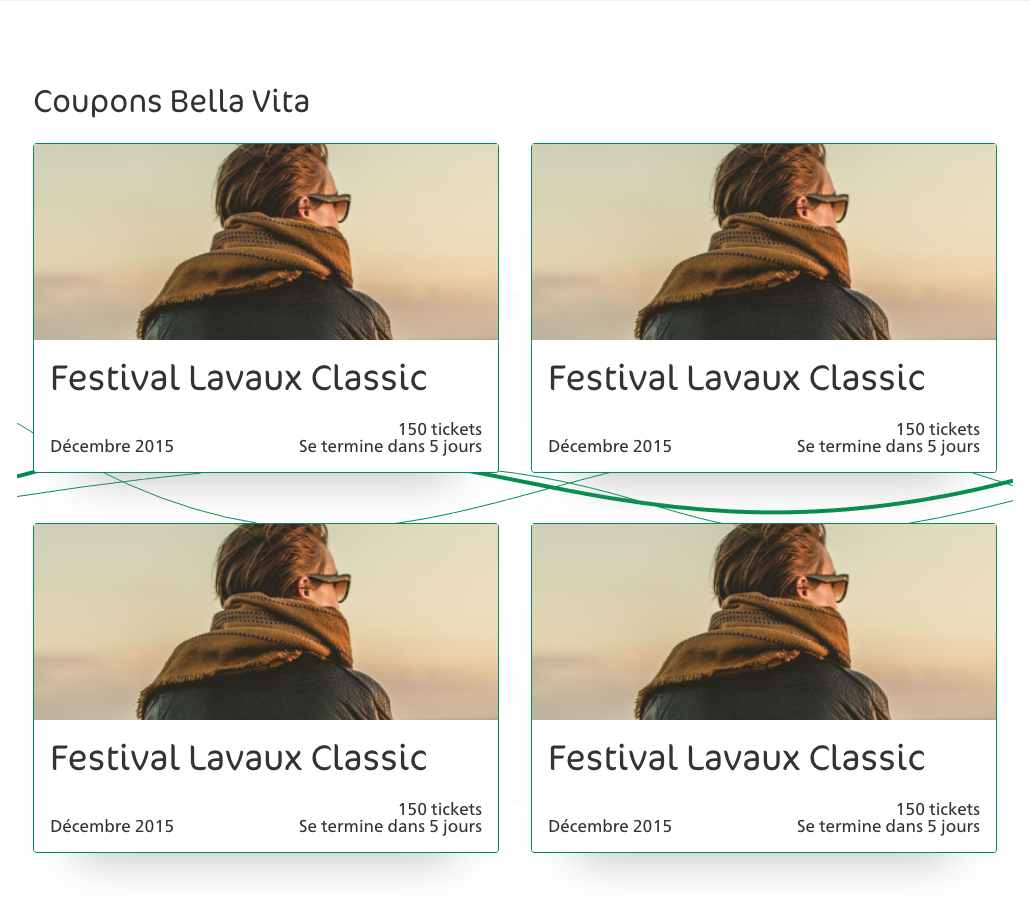 Coupons Bella Vita
Festival Lavaux Classic
150 tickets
Décembre 2015
Se termine dans 5 jours
Festival Lavaux Classic
150 tickets
Décembre 2015
Se termine dans 5 jours
Festival Lavaux Classic
150 tickets
Décembre 2015
Se termine dans 5 jours
Festival Lavaux Classic
150 tickets
Décembre 2015
Se termine dans 5 jours